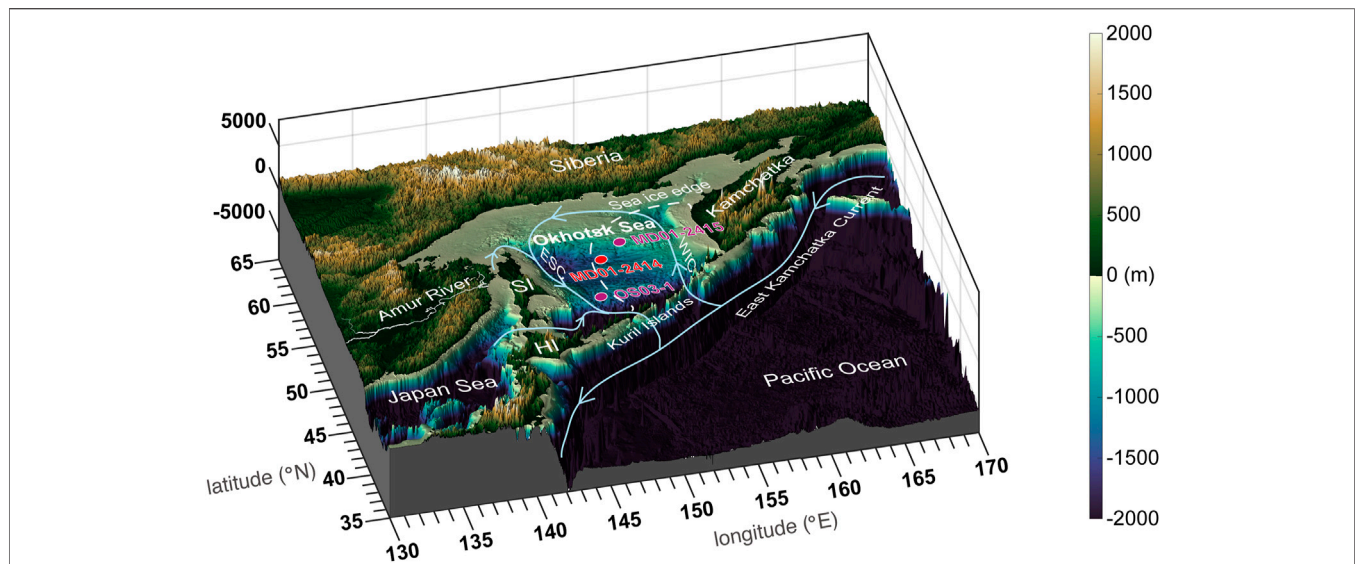 5000
0
-5000
65
60
55
50
45
40
35
latitude (°N)
130
135
140
145
150
155
160
165
170
longitude (°E)
Siberia
Sea ice edge
Kamchatka
Okhotsk Sea
MD01-2415
ESC
WKC
MD01-2414
East Kamchatka Current
Amur River
SI
OS03-1
Kuril Islands
HI
Japan Sea
Pacific Ocean
2000
1500
1000
500
0 (m)
-500
-1000
-1500
-2000